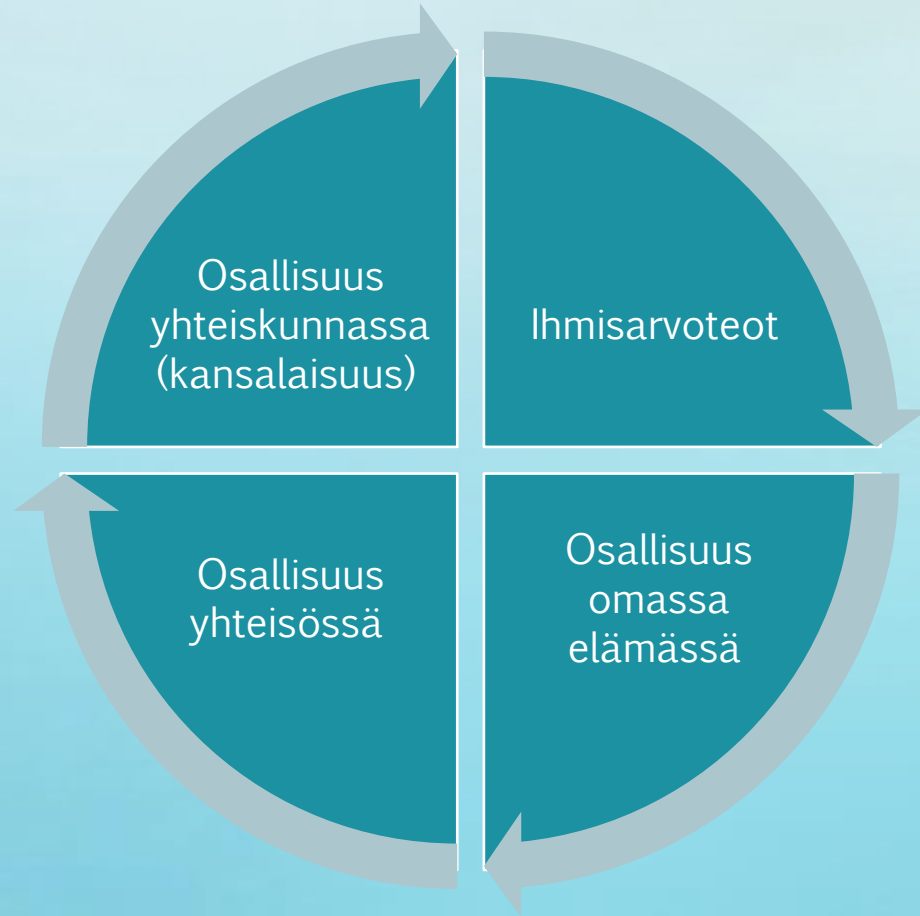 Osallisuus
yhteiskunnassa
(kansalaisuus)
Ihmisarvoteot
Osallisuus
yhteisössä
Osallisuus
omassa
elämässä